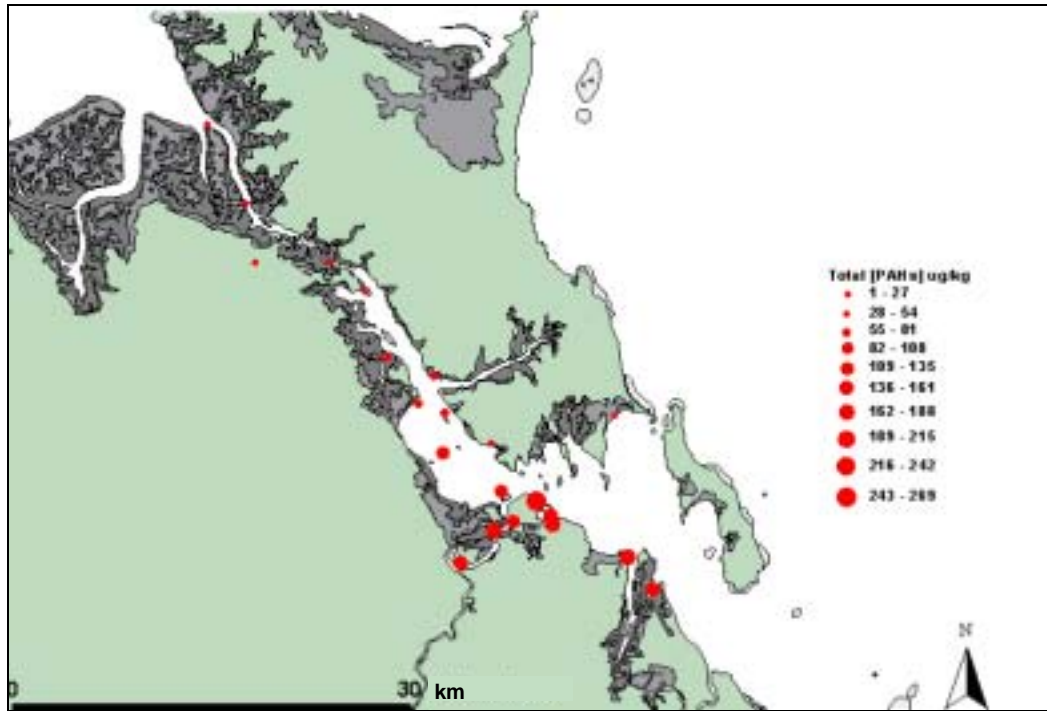 Total [PAHs] ug/kg
1 - 27
28 - 54
55 - 81
82 - 108
109 - 135
136 - 161
162 - 188
189 - 215
216 - 242
243 - 269
N
0 30 km